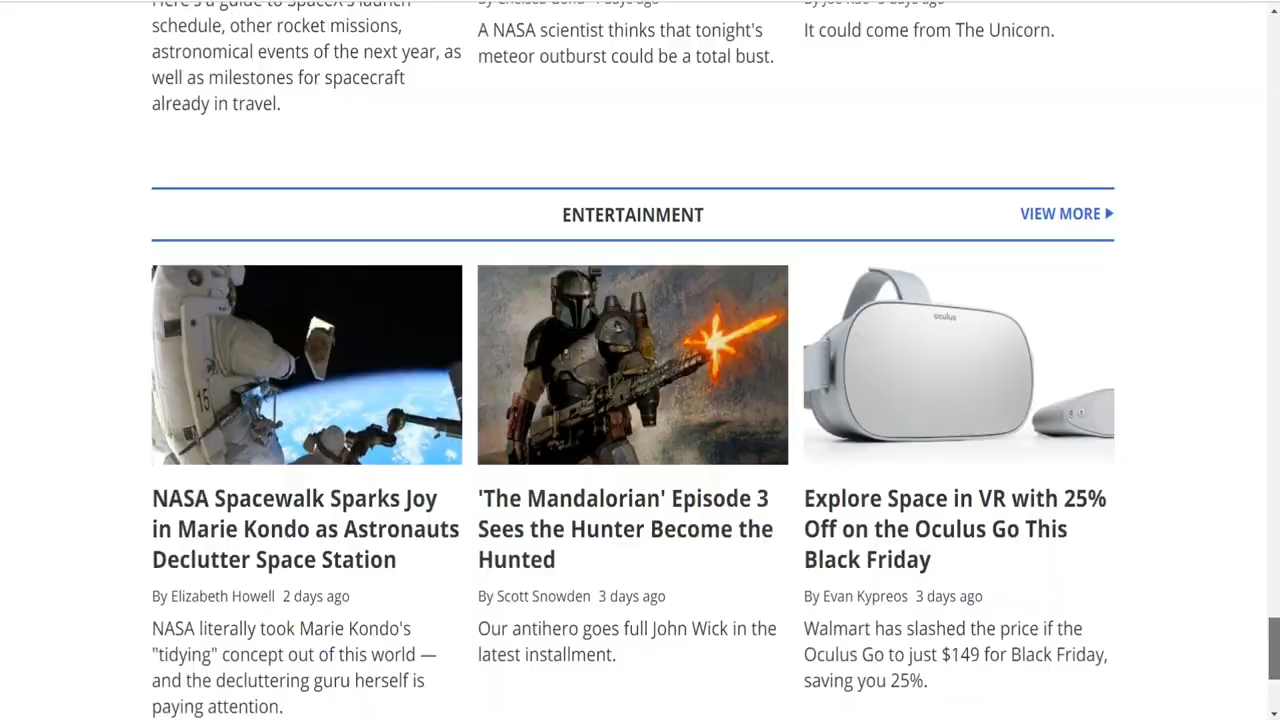 Here's a guide to SpaceX's launch
schedule, other rocket missions,
astronomical events of the next year, as
well as milestones for spacecraft
already in travel.
A NASA scientist thinks that tonight's
meteor outburst could be a total bust.
It could come from The Unicorn.
ENTERTAINMENT
VIEW MORE
15
oculus
NASA Spacewalk Sparks Joy
in Marie Kondo as Astronauts
Declutter Space Station
By Elizabeth Howell 2 days ago
NASA literally took Marie Kondo's
"tidying" concept out of this world —
and the decluttering guru herself is
paying attention.
'The Mandalorian' Episode 3
Sees the Hunter Become the
Hunted
By Scott Snowden 3 days ago
Our antihero goes full John Wick in the
latest installment.
Explore Space in VR with 25%
Off on the Oculus Go This
Black Friday
By Evan Kypreos 3 days ago
Walmart has slashed the price if the
Oculus Go to just $149 for Black Friday,
saving you 25%.